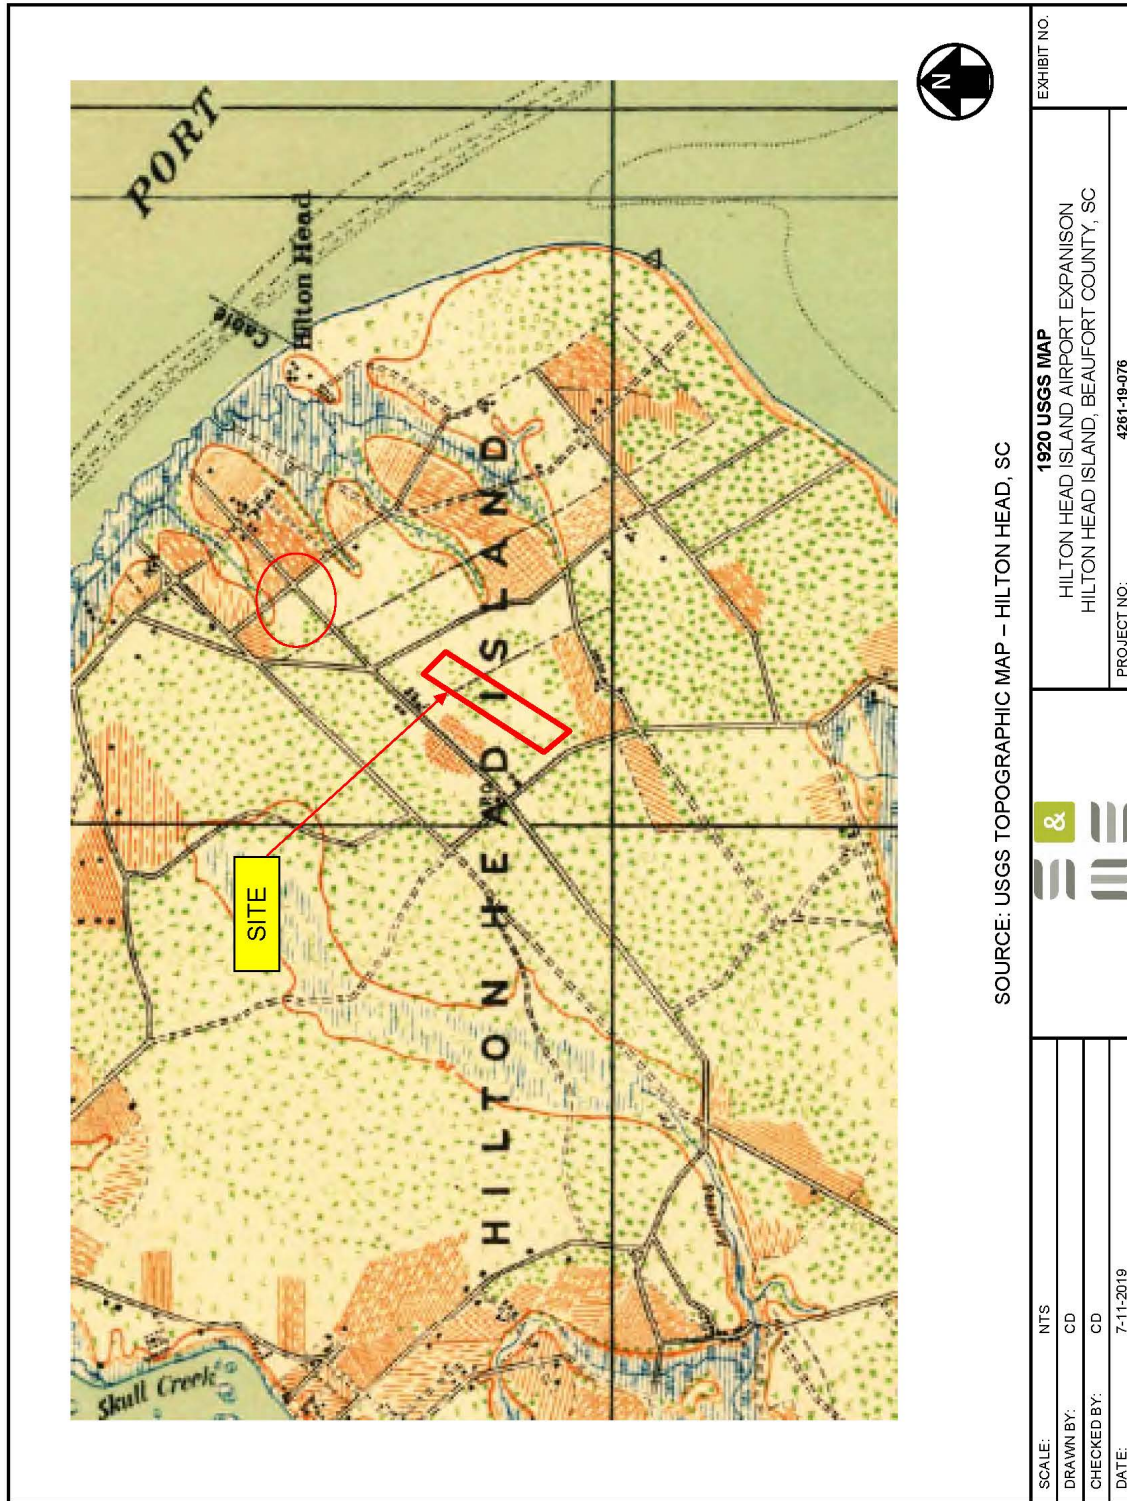 PORT
Cable
Hilton Head
HILTON HEAD ISLAND
Skull Creek
SITE
N
SOURCE: USGS TOPOGRAPHIC MAP – HILTON HEAD, SC
SCALE: NTS
DRAWN BY: CD
CHECKED BY: CD
DATE: 7-11-2019
&
1920 USGS MAP
HILTON HEAD ISLAND AIRPORT EXPANISON
HILTON HEAD ISLAND, BEAUFORT COUNTY, SC
PROJECT NO: 4261-19-076
EXHIBIT NO.